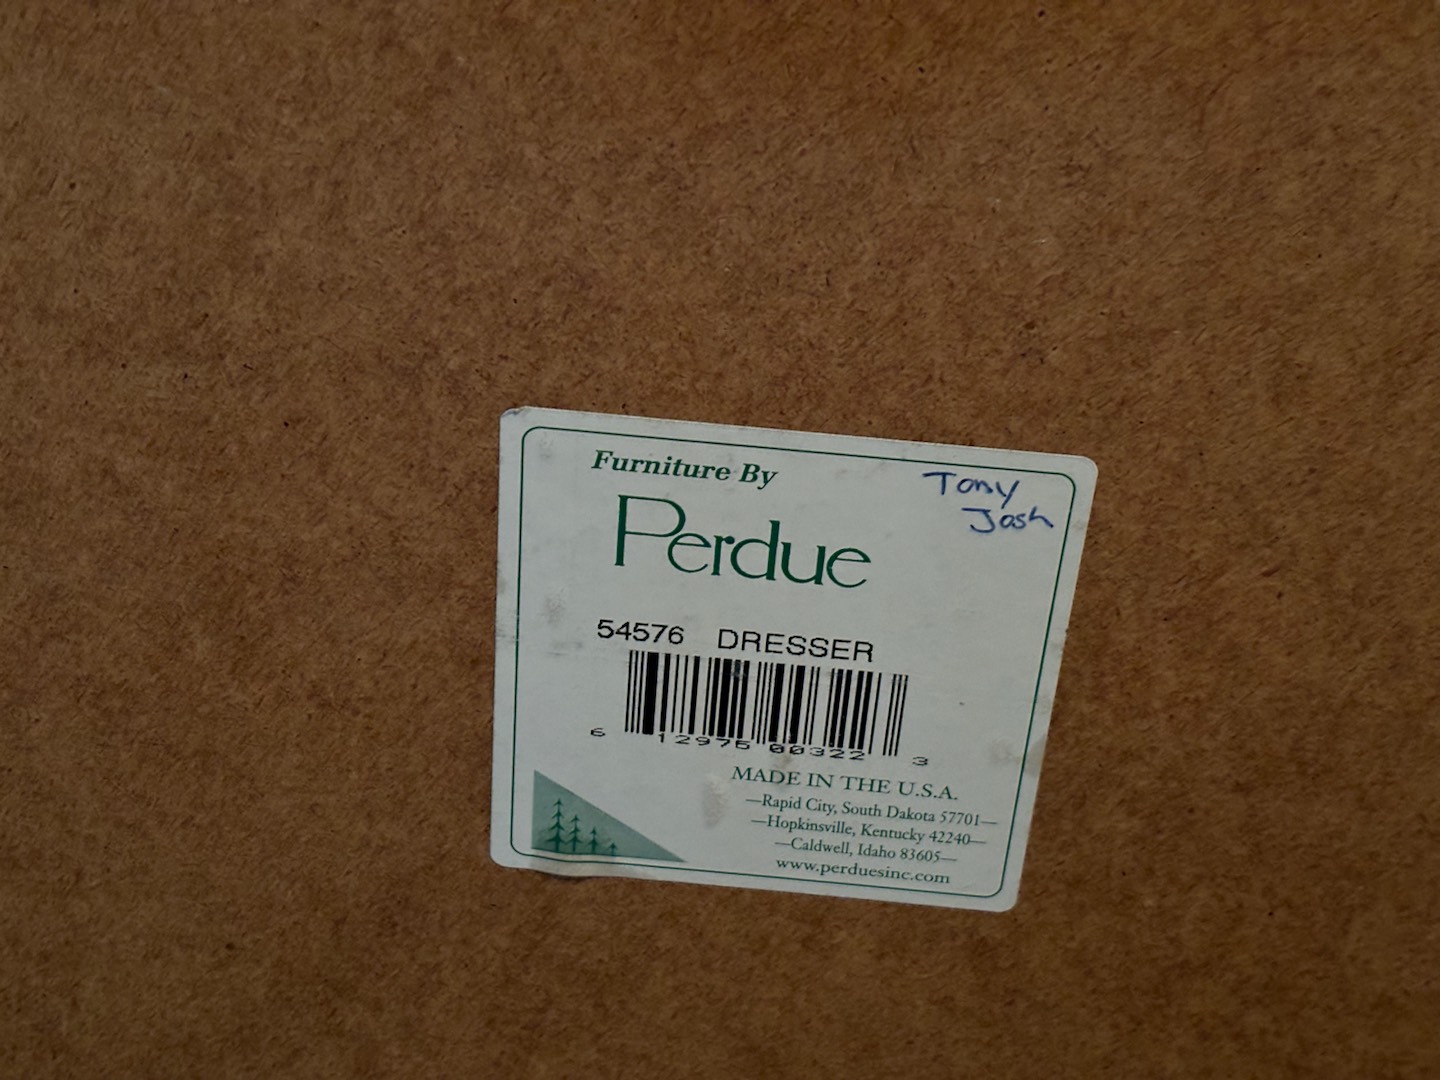 Furniture By
Tony
Josh
Perdue
54576 DRESSER
6 12975 00322 3
MADE IN THE U.S.A.
—Rapid City, South Dakota 57701—
—Hopkinsville, Kentucky 42240—
—Caldwell, Idaho 83605—
www.perduesinc.com